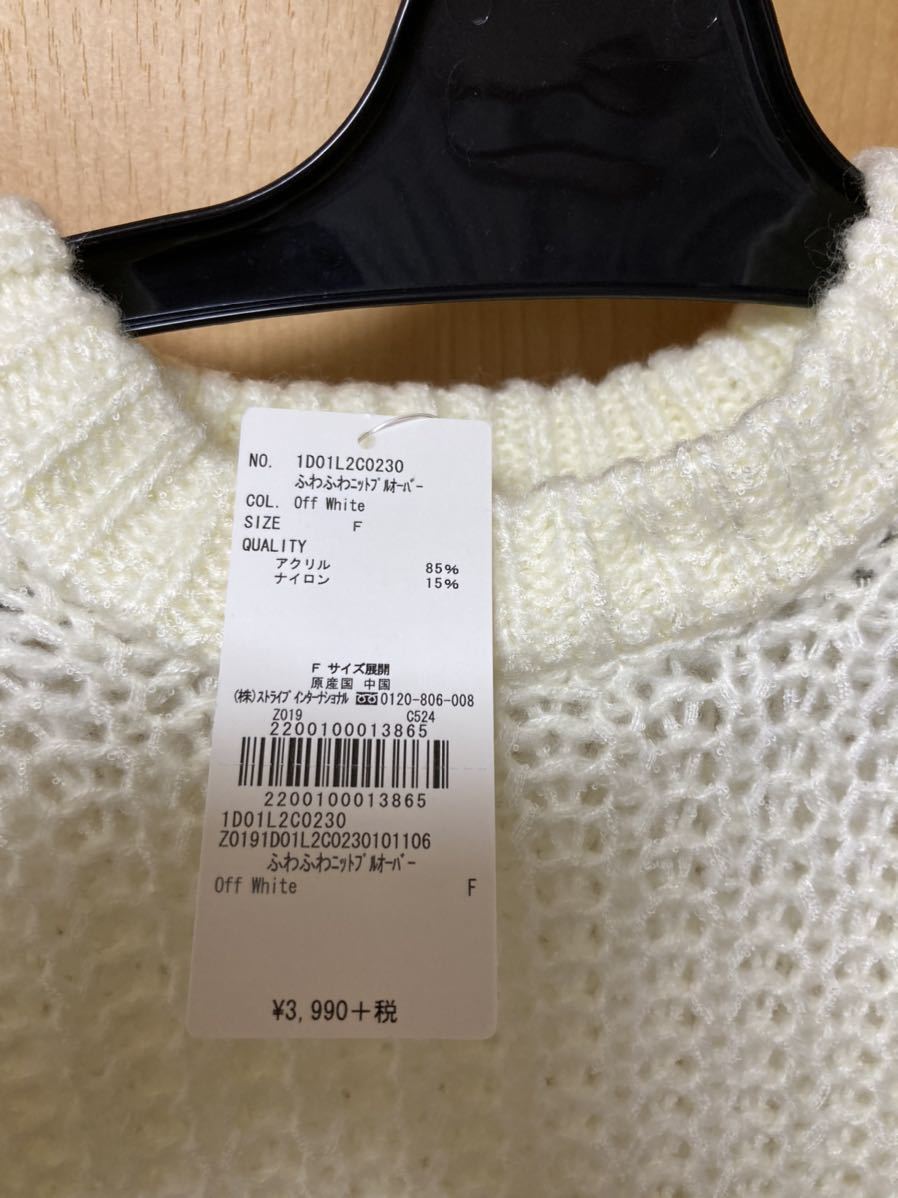 NO. 1D01L2C0230
ふわふわﾆｯﾄﾌﾟﾙｵｰﾊﾞｰ
COL. Off White
SIZE F
QUALITY
アクリル 85%
ナイロン 15%
F サイズ展開
原産国 中国
(株)ｽﾄﾗｲﾌﾟｲﾝﾀｰﾅｼｮﾅﾙ 0120-806-008
Z019 C524
2200100013865
2200100013865
1D01L2C0230
Z0191D01L2C0230101106
ふわふわﾆｯﾄﾌﾟﾙｵｰﾊﾞｰ
Off White F
¥3,990+税